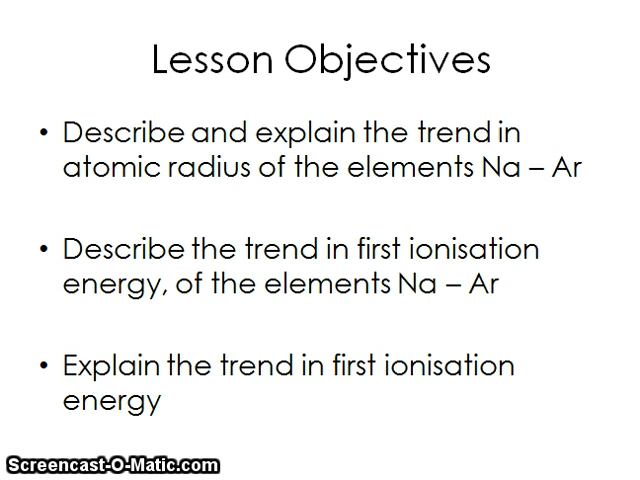 Lesson Objectives
• Describe and explain the trend in
atomic radius of the elements Na – Ar
• Describe the trend in first ionisation
energy, of the elements Na – Ar
• Explain the trend in first ionisation
energy
Screencast-O-Matic.com